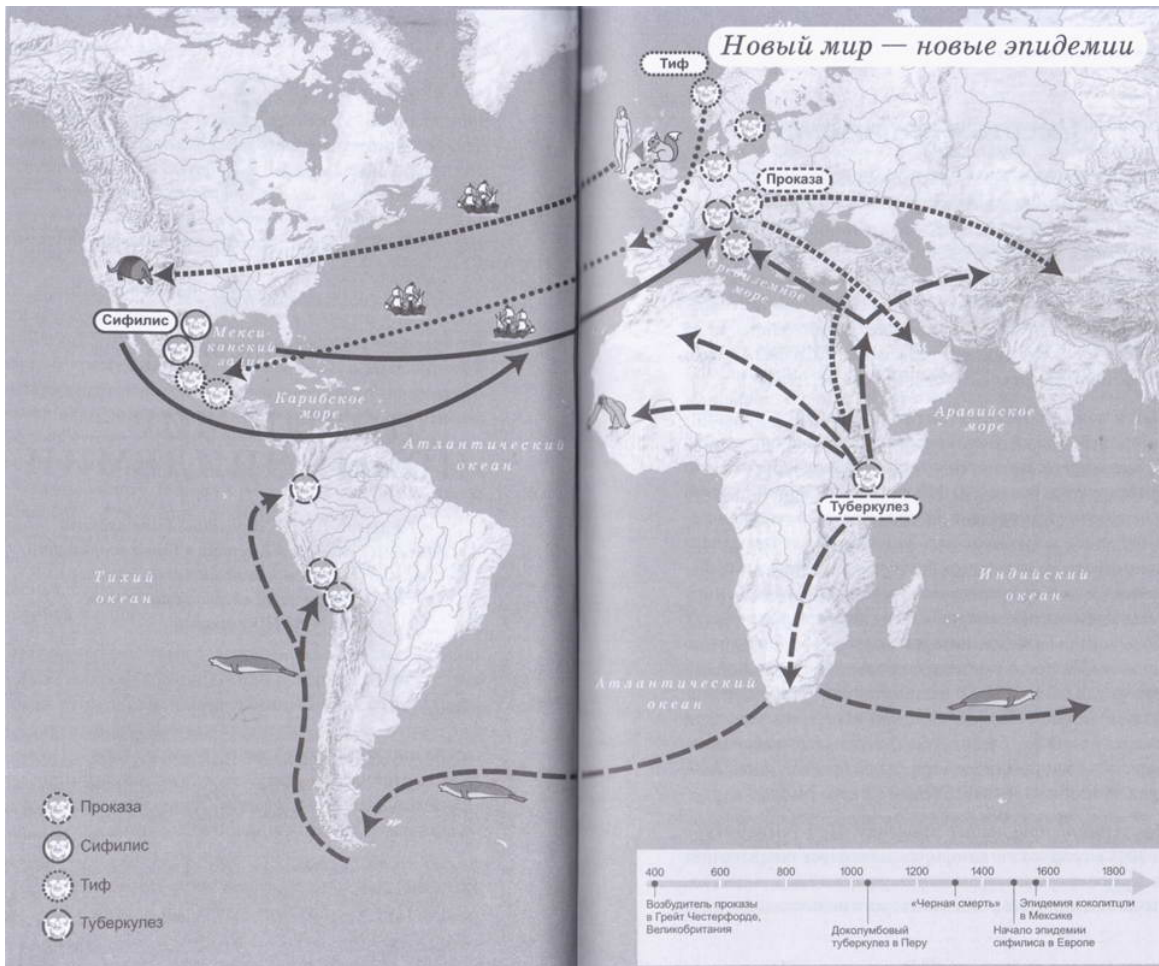 Новый мир — новые эпидемии
Тиф
Проказа
Средиземное
море
Сифилис
Мекси-
канский
залив
Карибское
море
Атлантический
океан
Аравийское
море
Туберкулез
Тихий
океан
Индийский
океан
Атлантический
океан
Проказа
Сифилис
Тиф
Туберкулез
400 600 800 1000 1200 1400 1600 1800
Возбудитель проказы
в Грейт Честерфорде,
Великобритания
Доколумбовый
туберкулез в Перу
«Черная смерть»
Начало эпидемии
сифилиса в Европе
Эпидемия коколитцли
в Мексике